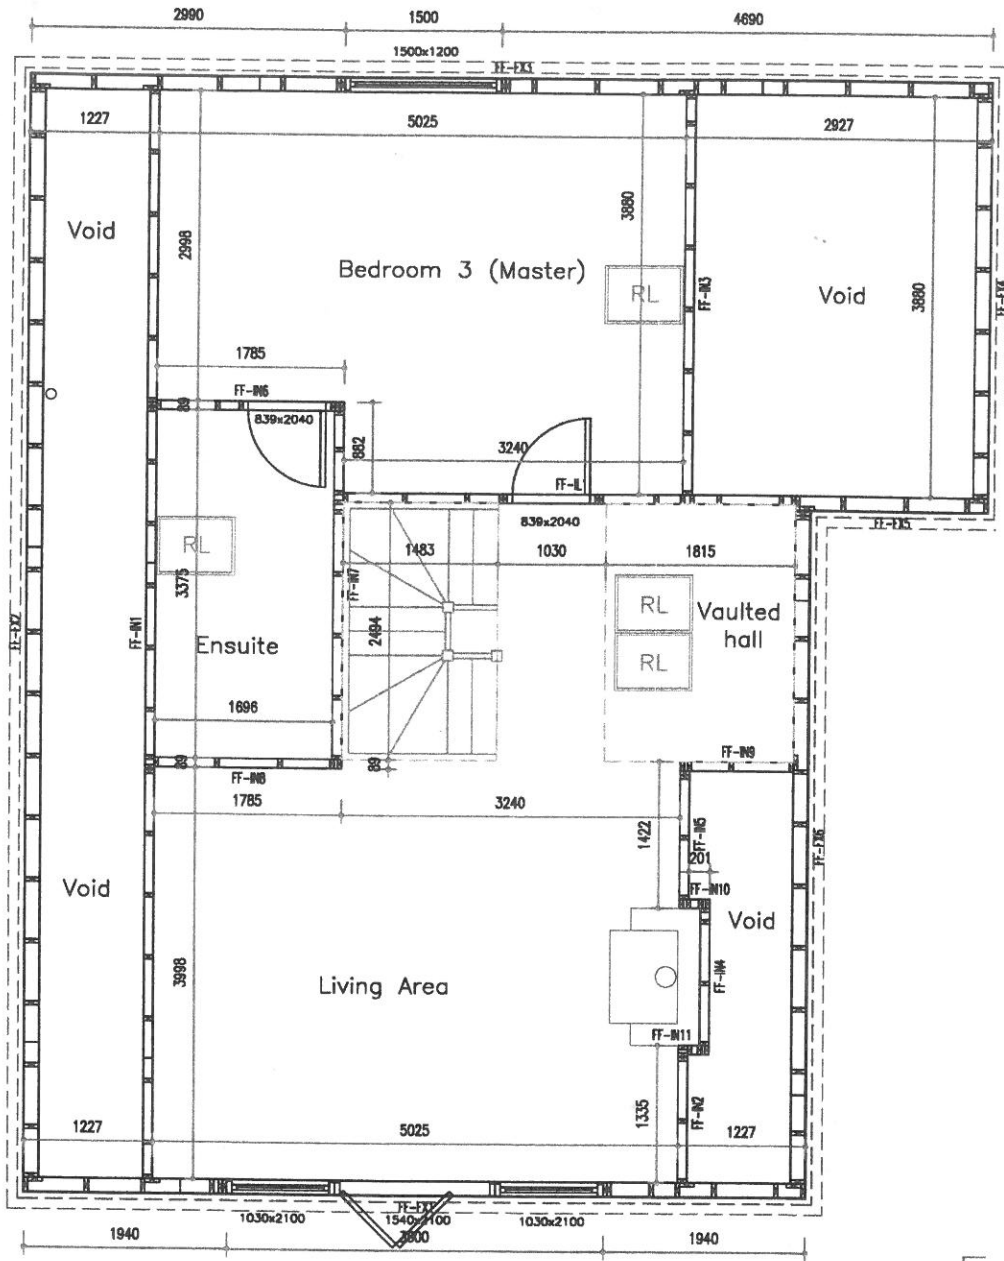 2990 1500 4690
1500x1200
FF-EX3
1227 5025 2927
Void
2998
3880
Bedroom 3 (Master)
RL
FF-IN3
Void
3880
FF-EX4
1785
FF-IN6
89
839x2040
882
3240
FF-IL
839x2040
FF-EX5
RL
3375
1483 1030 1815
FF-IN7
2494
RL
RL
Vaulted
hall
FF-EX2
FF-IN1
Ensuite
1696
89
FF-IN8
89
FF-IN9
1785 3240
1422
FF-IN5
201
FF-IN10
FF-EX6
Void
Void
3998
Living Area
FF-IN4
FF-IN11
1335
FF-IN2
1227 5025 1227
1030x2100 1030x2100
1940 1940